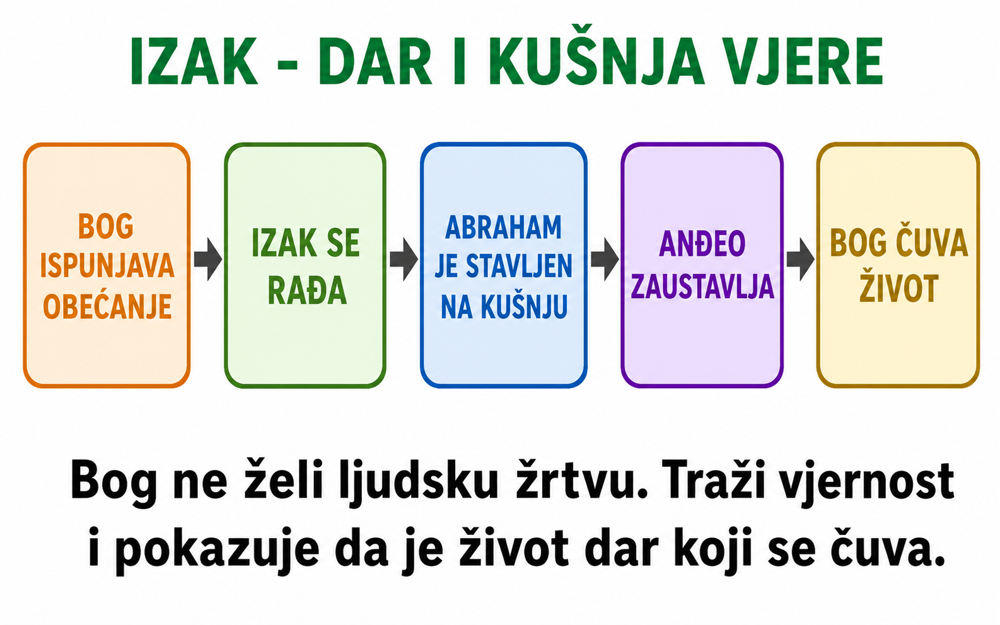 IZAK - DAR I KUŠNJA VJERE
BOG
ISPUNJAVA
OBEĆANJE
IZAK SE
RAĐA
ABRAHAM
JE STAVLJEN
NA KUŠNJU
ANĐEO
ZAUSTAVLJA
BOG ČUVA
ŽIVOT
Bog ne želi ljudsku žrtvu. Traži vjernost
i pokazuje da je život dar koji se čuva.